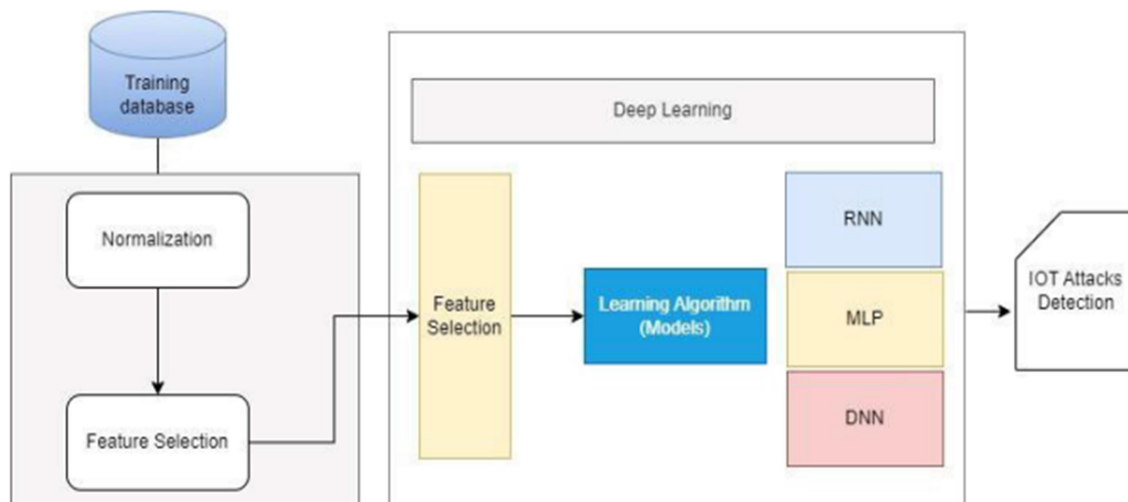 Training
database
Normalization
Feature Selection
Deep Learning
Feature
Selection
Learning Algorithm
(Models)
RNN
MLP
DNN
IOT Attacks
Detection